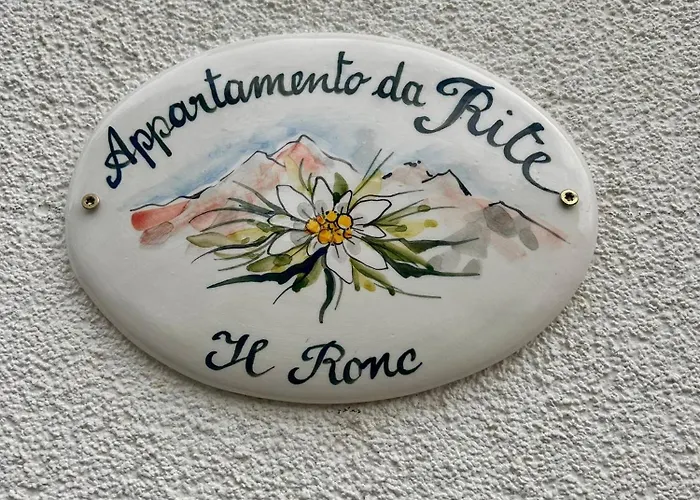 Appartamento da Rite
Il Ronc